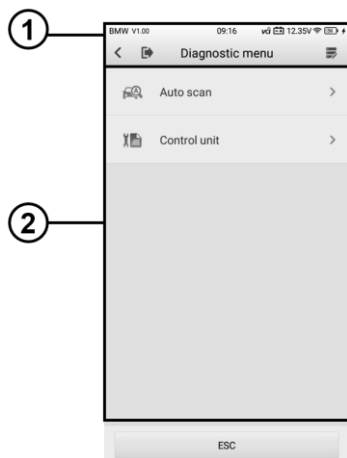 1
BMW V1.00 09:16 12.35V
Diagnostic menu
Auto scan
Control unit
2
ESC